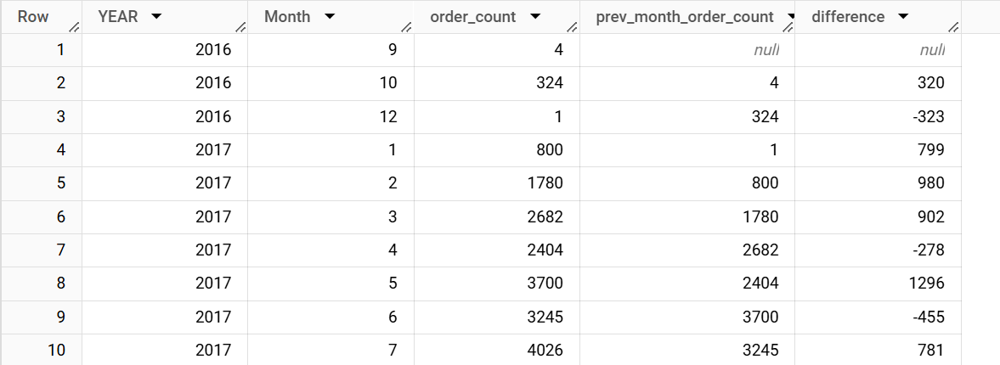 Row YEAR Month order_count prev_month_order_count difference
1 2016 9 4 null null
2 2016 10 324 4 320
3 2016 12 1 324 -323
4 2017 1 800 1 799
5 2017 2 1780 800 980
6 2017 3 2682 1780 902
7 2017 4 2404 2682 -278
8 2017 5 3700 2404 1296
9 2017 6 3245 3700 -455
10 2017 7 4026 3245 781